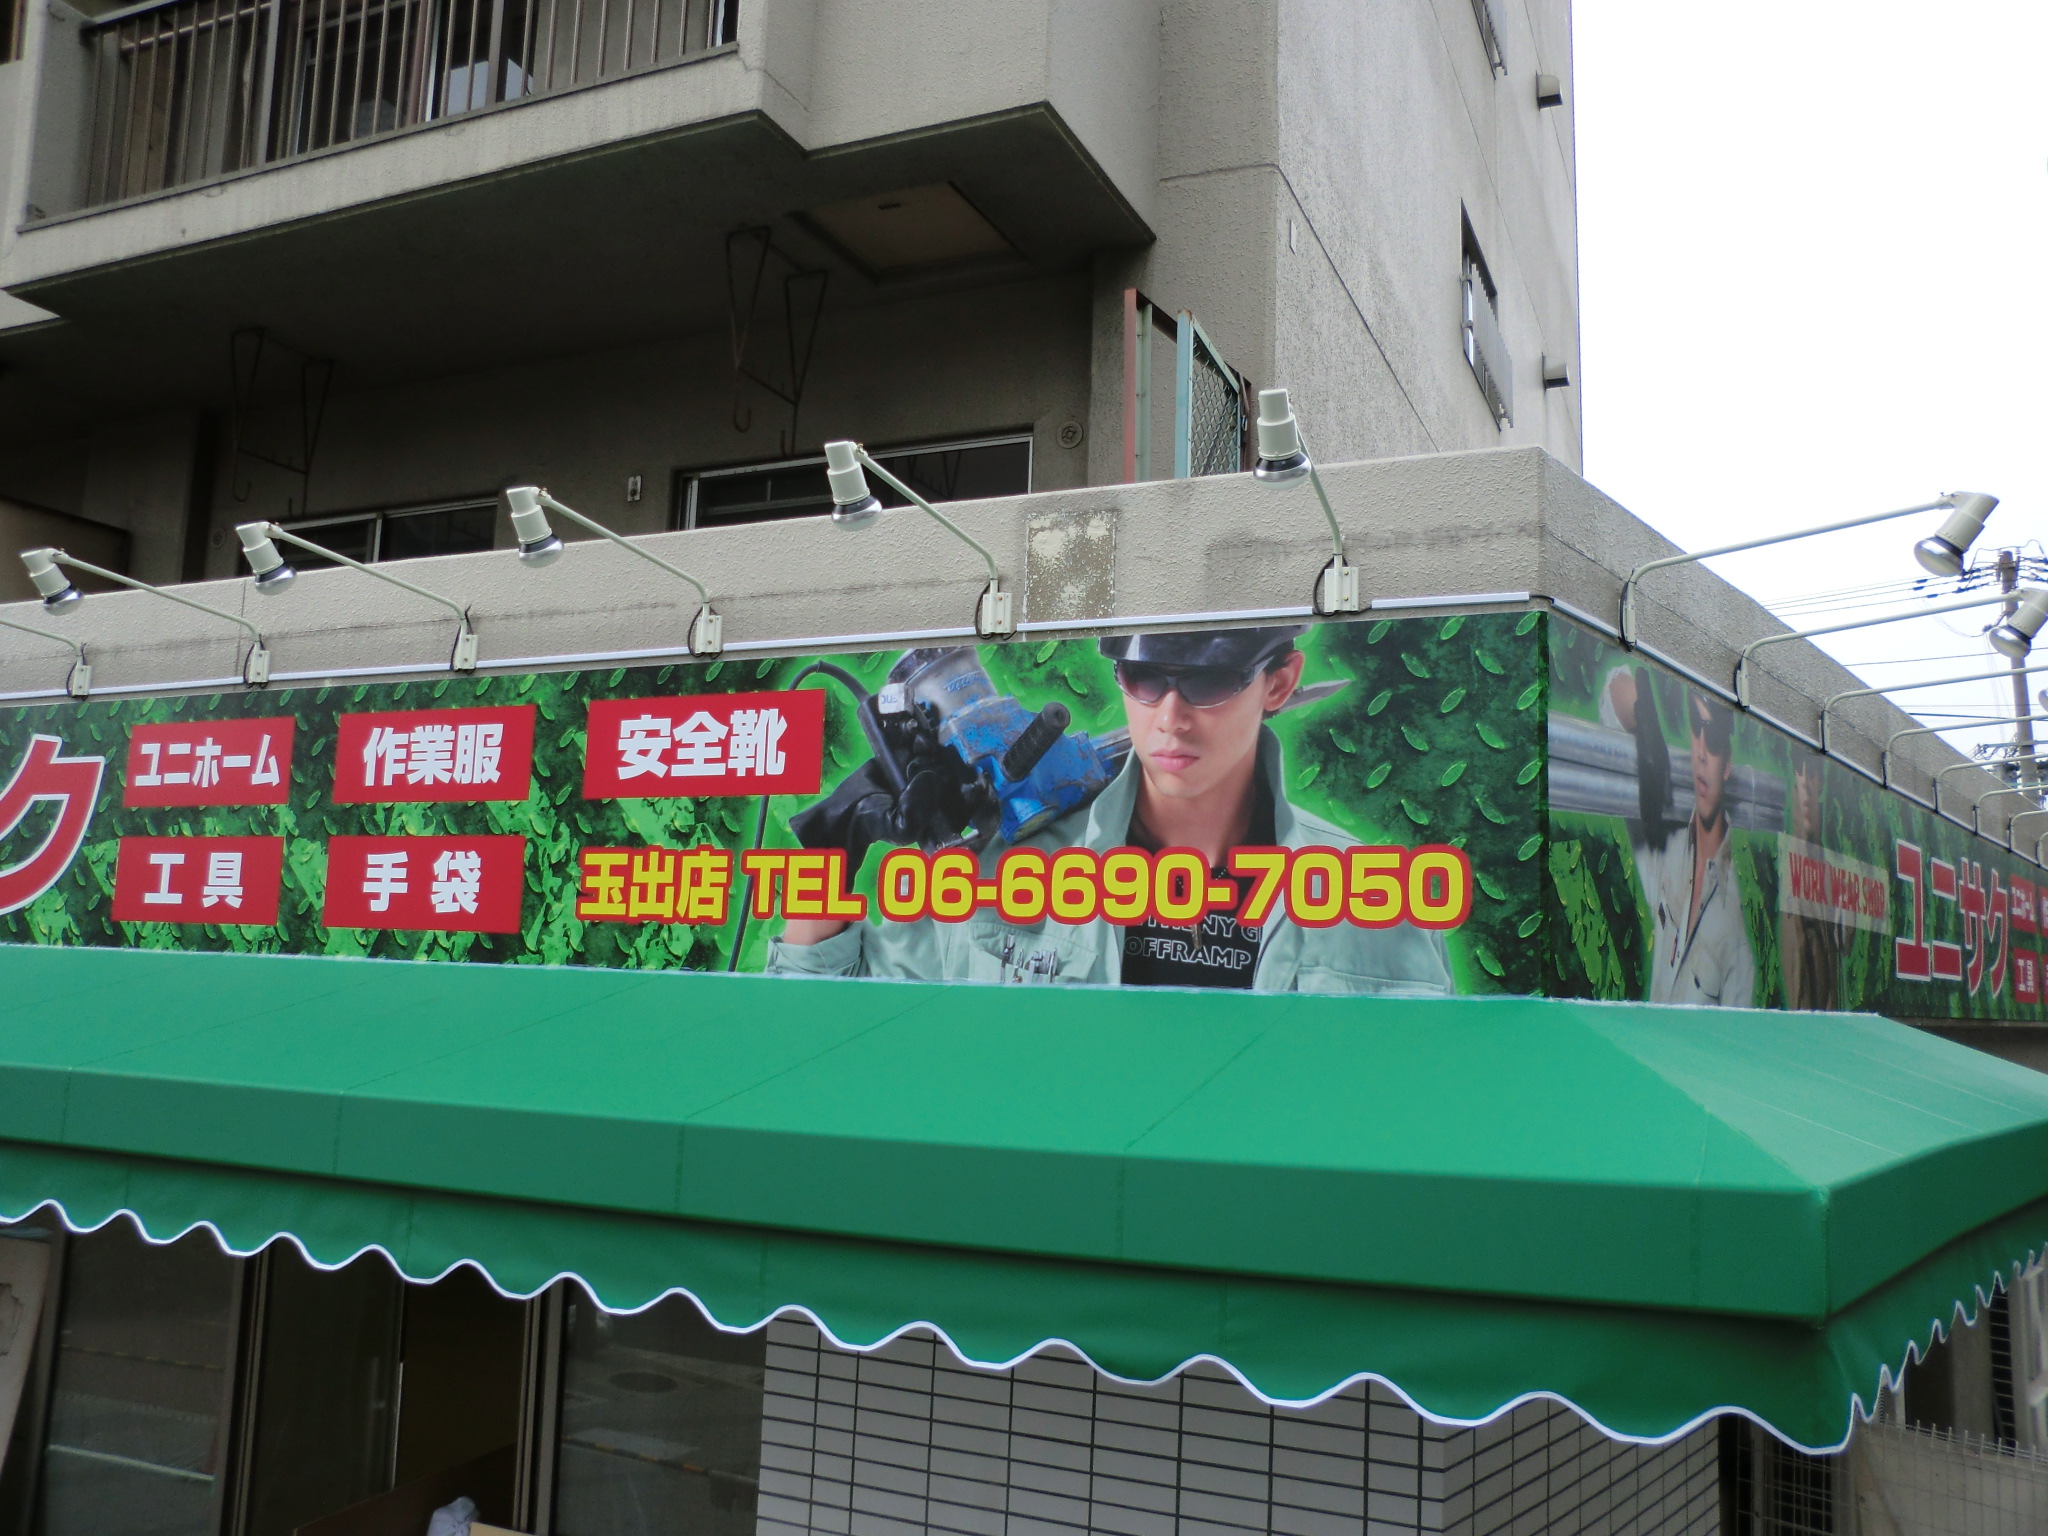 ク
ユニホーム 作業服 安全靴
工具 手袋
玉出店 TEL 06-6690-7050
OFFRAMP
WORK WEAR SHOP
ユニサク